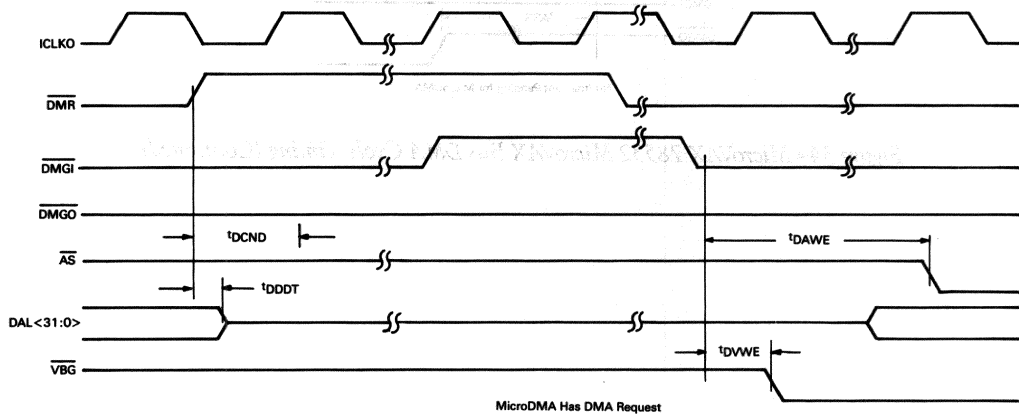 ICLKO
DMR
DMGI
DMGO
tDCND
tDAWE
AS
tDDDT
DAL<31:0>
tDVWE
VBG
MicroDMA Has DMA Request